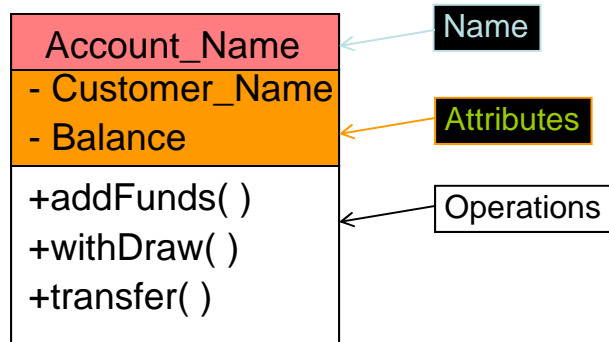 Account_Name
- Customer_Name
- Balance
+addFunds( )
+withDraw( )
+transfer( )
Name
Attributes
Operations